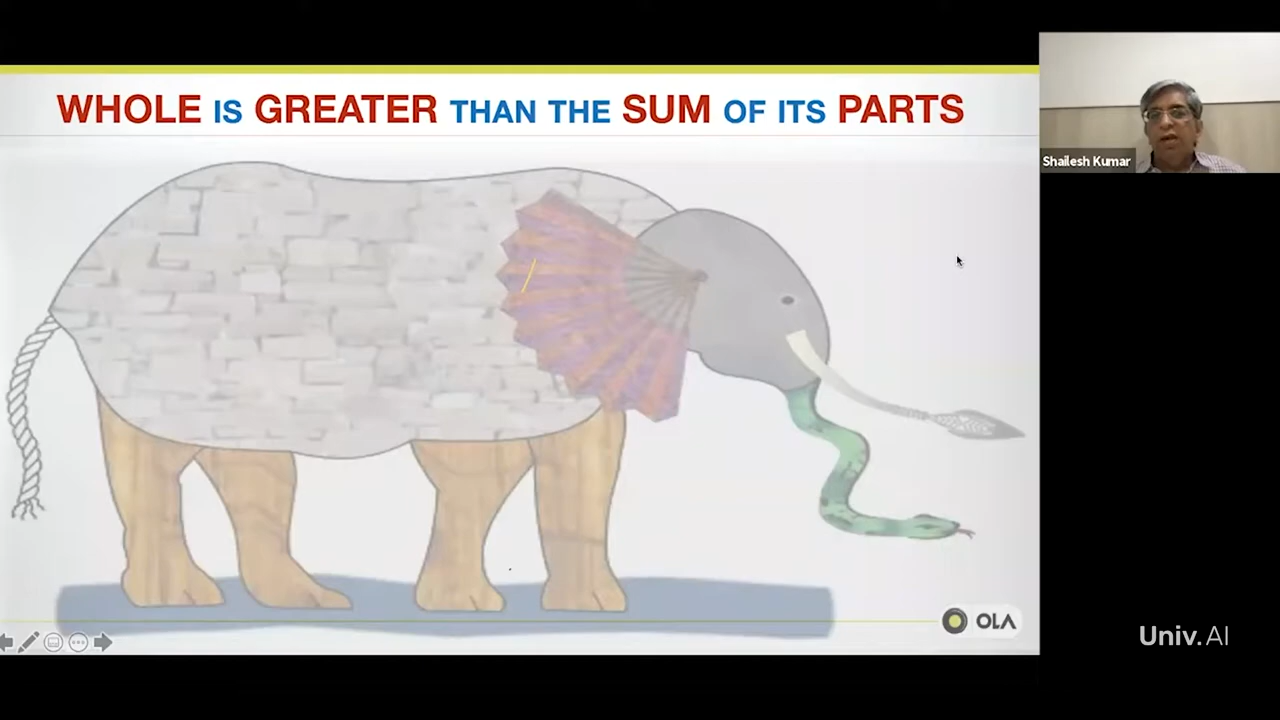 WHOLE IS GREATER THAN THE SUM OF ITS PARTS
Shailesh Kumar
OLA
Univ.AI